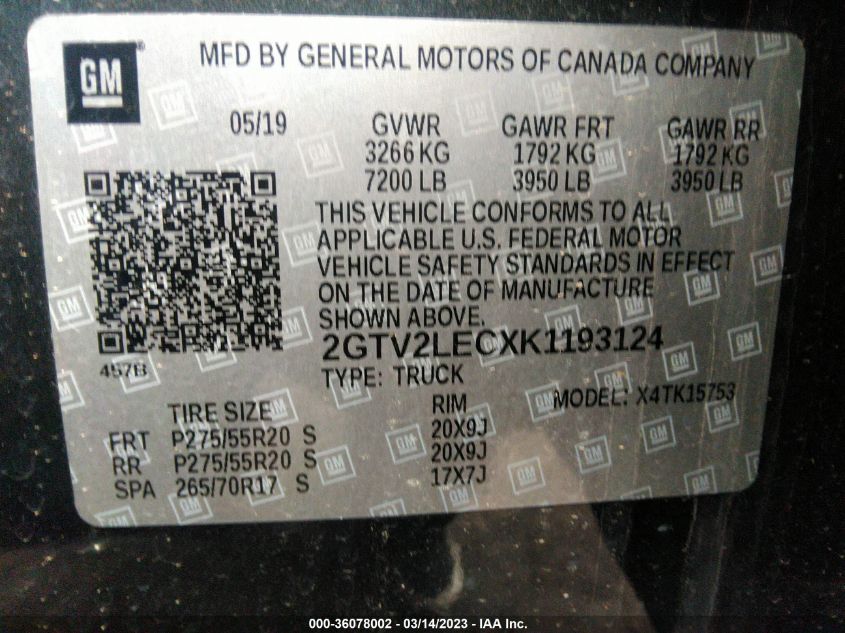 GM
MFD BY GENERAL MOTORS OF CANADA COMPANY
05/19 GVWR GAWR FRT GAWR RR
3266 KG 1792 KG 1792 KG
7200 LB 3950 LB 3950 LB
THIS VEHICLE CONFORMS TO ALL
APPLICABLE U.S. FEDERAL MOTOR
VEHICLE SAFETY STANDARDS IN EFFECT
ON THE DATE OF MANUFACTURE
SHOWN ABOVE.
2GTV2LECXK1193124
457B
TYPE: TRUCK
MODEL: X4TK15753
TIRE SIZE RIM
FRT P275/55R20 S 20X9J
RR P275/55R20 S 20X9J
SPA 265/70R17 S 17X7J
000-36078002 - 03/14/2023 - IAA Inc.